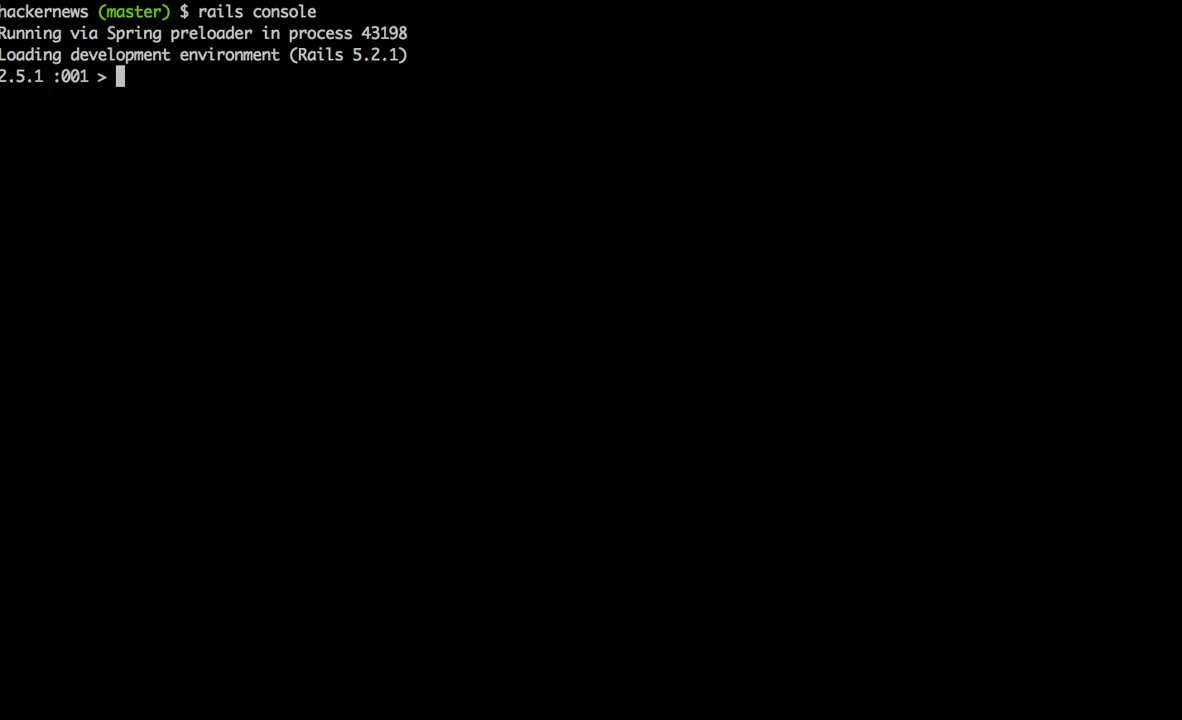 hackernews (master) $ rails console
Running via Spring preloader in process 43198
Loading development environment (Rails 5.2.1)
2.5.1 :001 >